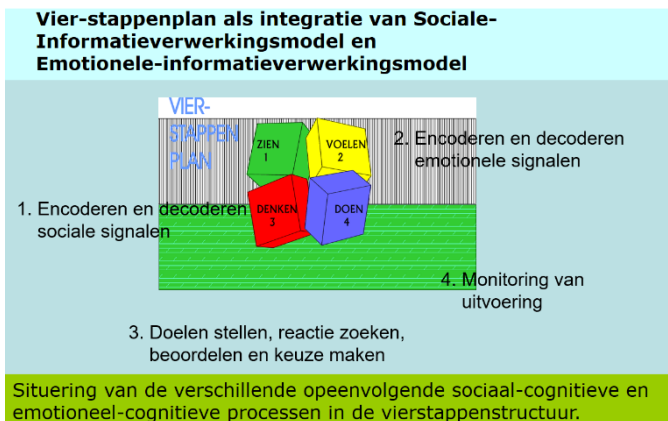 Vier-stappenplan als integratie van Sociale-
Informatieverwerkingsmodel en
Emotionele-informatieverwerkingsmodel
VIER-
STAPPEN
PLAN
ZIEN
1
VOELEN
2
DENKEN
3
DOEN
4
1. Encoderen en decoderen
sociale signalen
2. Encoderen en decoderen
emotionele signalen
3. Doelen stellen, reactie zoeken,
beoordelen en keuze maken
4. Monitoring van
uitvoering
Situering van de verschillende opeenvolgende sociaal-cognitieve en
emotioneel-cognitieve processen in de vierstappenstructuur.